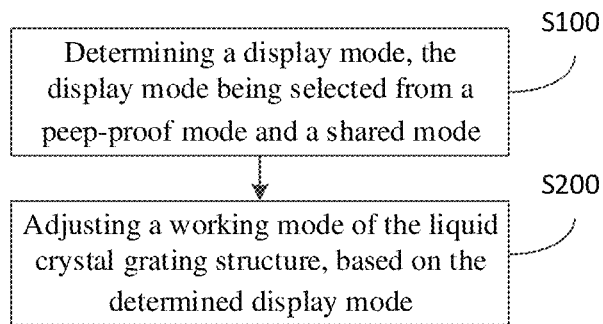 S100
Determining a display mode, the
display mode being selected from a
peep-proof mode and a shared mode
S200
Adjusting a working mode of the liquid
crystal grating structure, based on the
determined display mode